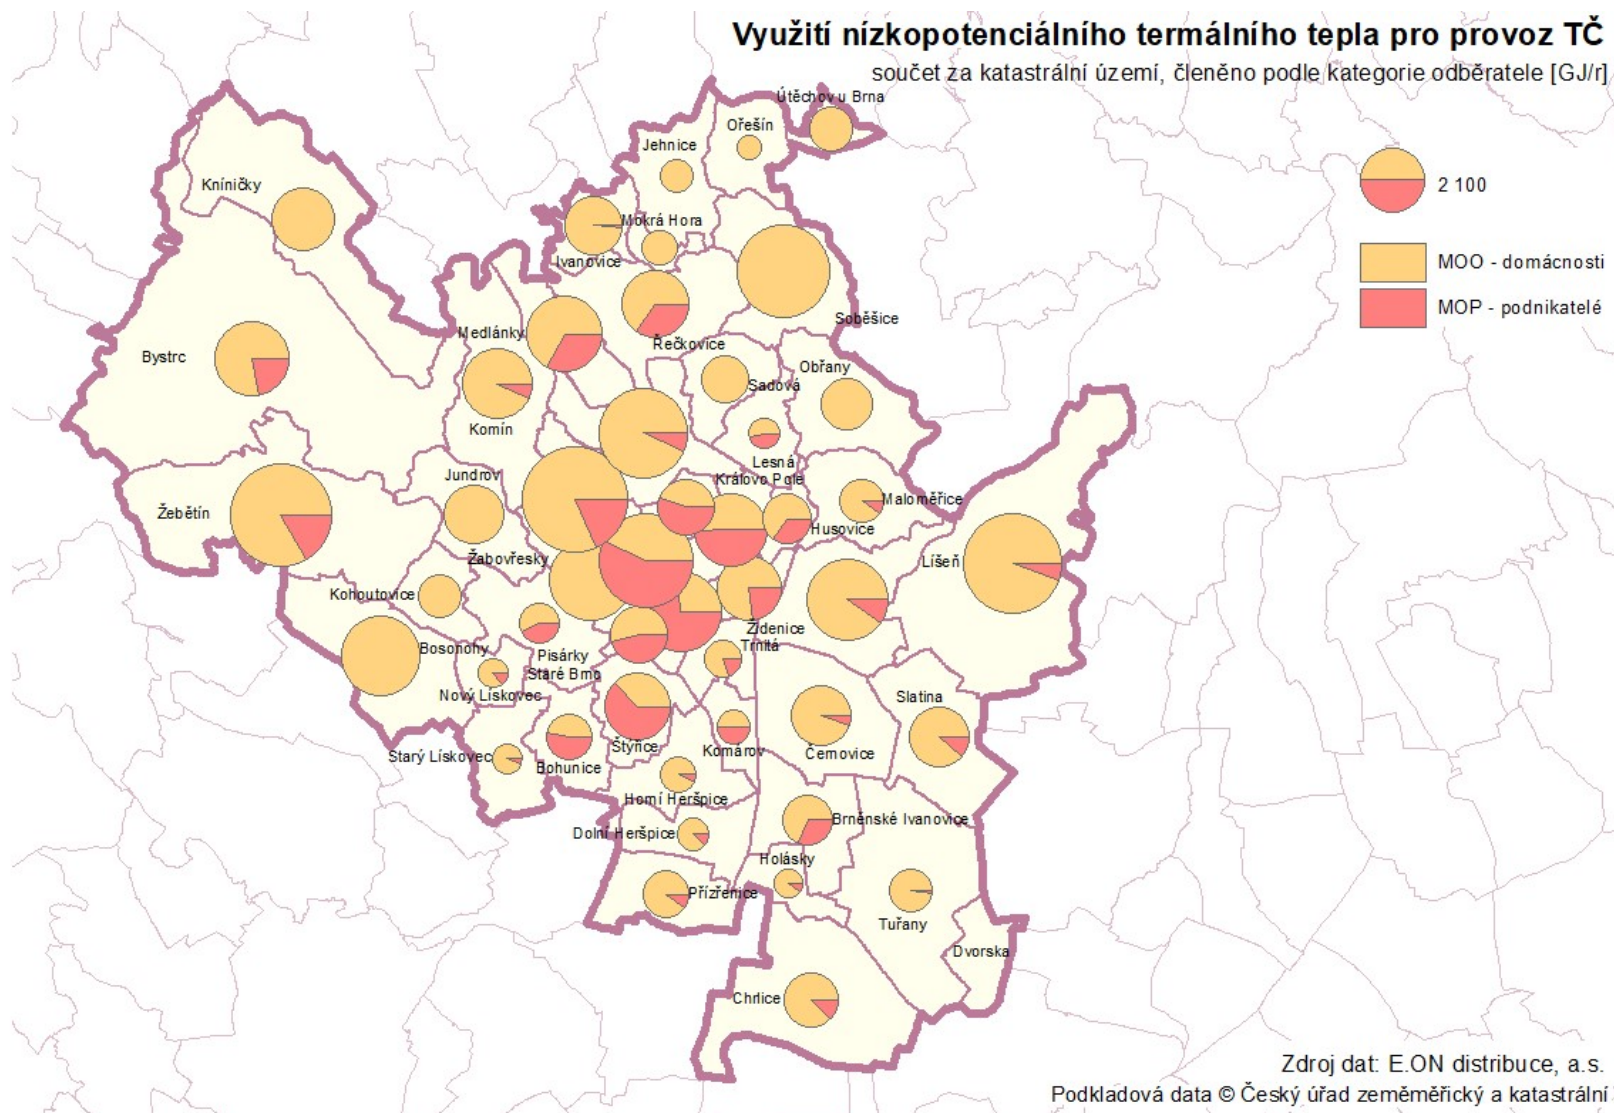 Využití nízkopotenciálního termálního tepla pro provoz TČ
součet za katastrální území, členěno podle kategorie odběratele [GJ/r]
Útěchov u Brna
Ořešín
Jehnice
Kníničky
2 100
Mokrá Hora
Ivanovice
MOO - domácnosti
MOP - podnikatelé
Soběšice
Medlánky
Řečkovice
Bystrc
Obřany
Sadová
Komín
Lesná
Jundrov
Královo Pole
Maloměřice
Žebětín
Husovice
Žabovřesky
Líšeň
Kohoutovice
Židenice
Trnitá
Bosonohy
Pisárky
Staré Brno
Nový Lískovec
Slatina
Štýřice
Komárov
Černovice
Starý Lískovec
Bohunice
Horní Heršpice
Dolní Heršpice
Brněnské Ivanovice
Holásky
Přízřenice
Tuřany
Dvorska
Chrlice
Zdroj dat: E.ON distribuce, a.s.
Podkladová data © Český úřad zeměměřický a katastrální